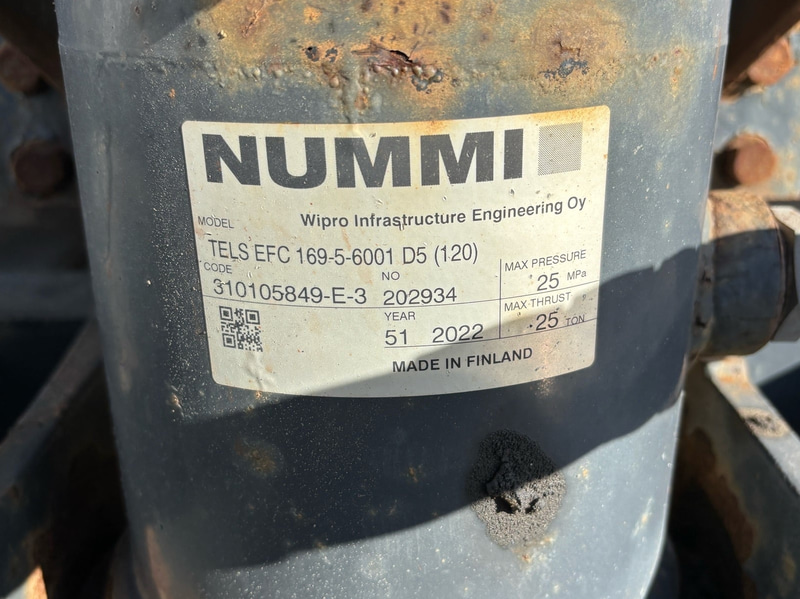 NUMMI
Wipro Infrastructure Engineering Oy
MODEL
TELS EFC 169-5-6001 D5 (120)
CODE
310105849-E-3
NO
202934
YEAR
51 2022
MAX PRESSURE
25 MPa
MAX THRUST
25 TON
MADE IN FINLAND